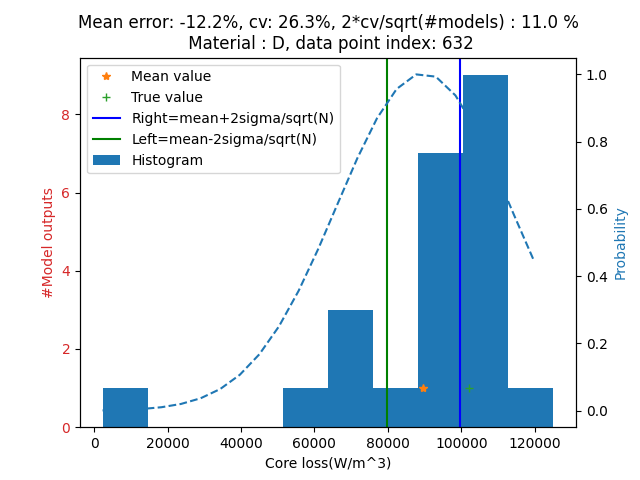 Mean error: -12.2%, cv: 26.3%, 2*cv/sqrt(#models) : 11.0 %
Material : D, data point index: 632
Mean value
True value
Right=mean+2sigma/sqrt(N)
Left=mean-2sigma/sqrt(N)
Histogram
#Model outputs
8
6
4
2
0
1.0
0.8
0.6
0.4
0.2
0.0
Probability
0 20000 40000 60000 80000 100000 120000
Core loss(W/m^3)